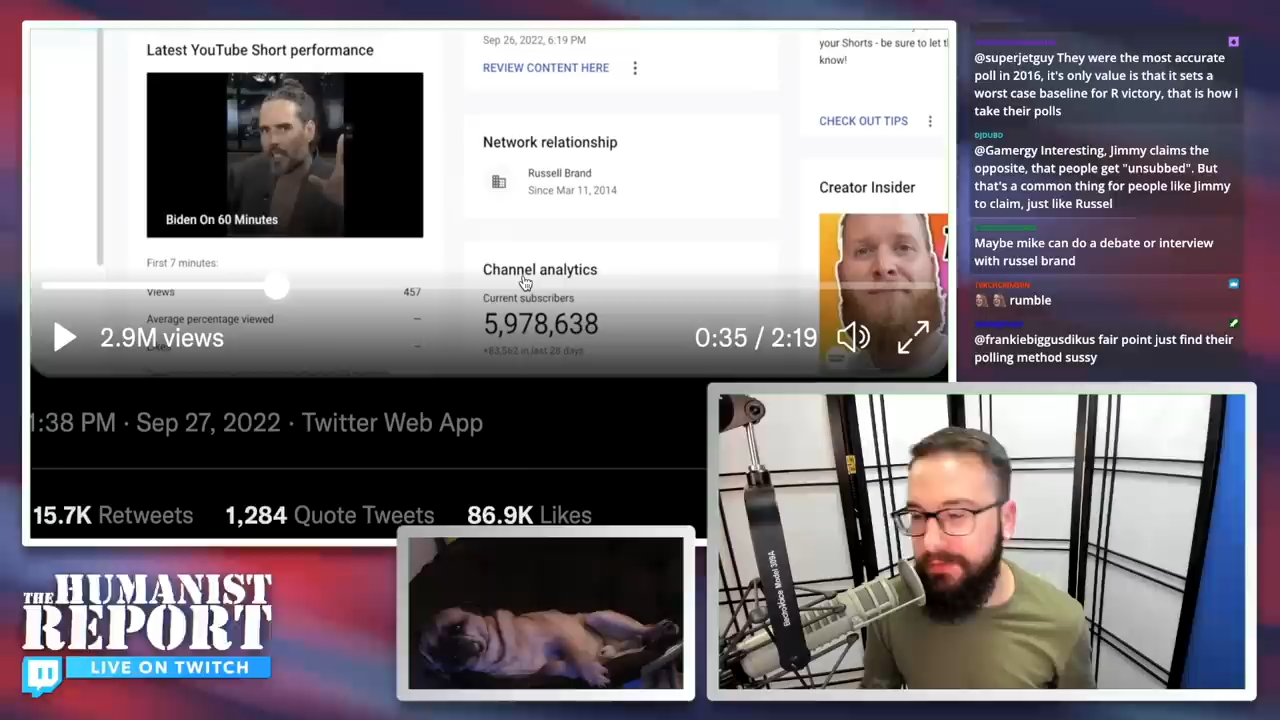 Latest YouTube Short performance
Biden On 60 Minutes
First 7 minutes:
Views 457
Average percentage viewed –
Sep 26, 2022, 6:19 PM
REVIEW CONTENT HERE
Network relationship
Russell Brand
Since Mar 11, 2014
Channel analytics
Current subscribers
5,978,638
+83,562 in last 28 days
your Shorts - be sure to let t
know!
CHECK OUT TIPS
Creator Insider
2.9M views
0:35 / 2:19
1:38 PM · Sep 27, 2022 · Twitter Web App
15.7K Retweets 1,284 Quote Tweets 86.9K Likes
@superjetguy They were the most accurate
poll in 2016, it's only value is that it sets a
worst case baseline for R victory, that is how i
take their polls
DJDUBD
@Gamergy Interesting, Jimmy claims the
opposite, that people get "unsubbed". But
that's a common thing for people like Jimmy
to claim, just like Russel
Maybe mike can do a debate or interview
with russel brand
rumble
@frankiebiggusdikus fair point just find their
polling method sussy
THE HUMANIST
REPORT
LIVE ON TWITCH